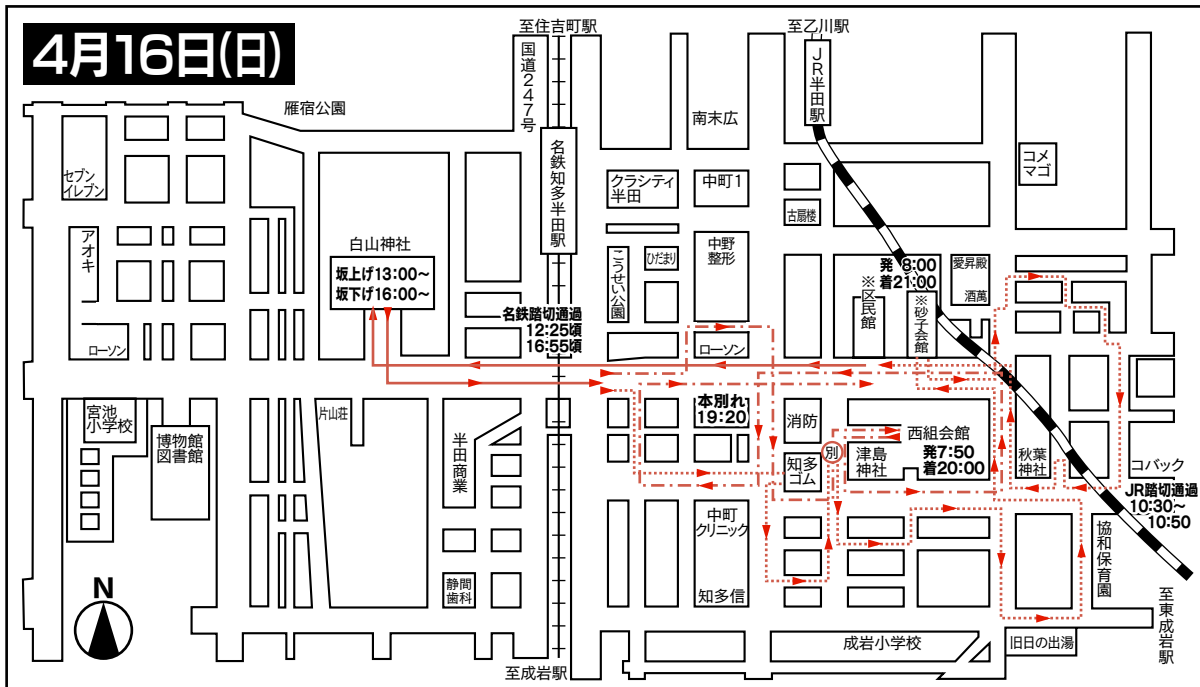 4月16日(日)
至住吉町駅
至乙川駅
国道247号
JR半田駅
雁宿公園
南末広
名鉄知多半田駅
コメ
マゴ
セブン
イレブン
クラシティ
半田
中町1
古扇楼
アオキ
白山神社
坂上げ13:00～
坂下げ16:00～
こうせい公園
ひだまり
中野
整形
発 8:00
着21:00
愛昇殿
酒萬
※区民館
※砂子会館
名鉄踏切通過
12:25頃
16:55頃
ローソン
ローソン
本別れ
19:20
宮池
小学校
博物館
図書館
片山荘
半田商業
消防
別
知多
ゴム
津島
神社
西組会館
発7:50
着20:00
秋葉
神社
コバック
JR踏切通過
10:30～
10:50
中町
クリニック
協和保育園
静間
歯科
知多信
N
至成岩駅
成岩小学校
旧日の出湯
至東成岩駅